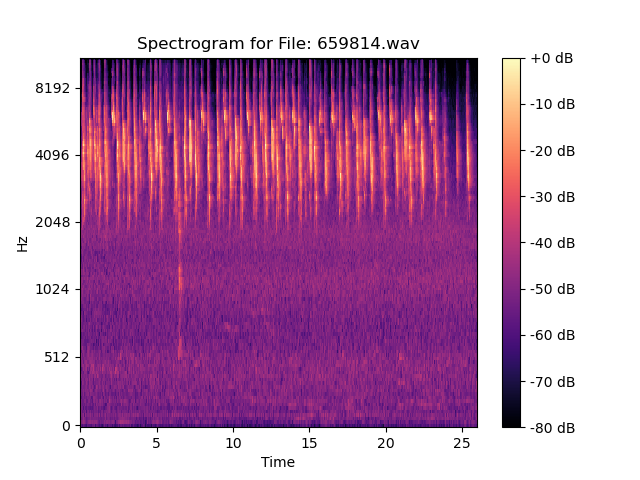 Spectrogram for File: 659814.wav
+0 dB
8192
-10 dB
4096
-20 dB
-30 dB
2048
Hz
-40 dB
1024
-50 dB
512
-60 dB
-70 dB
0
-80 dB
0 5 10 15 20 25
Time